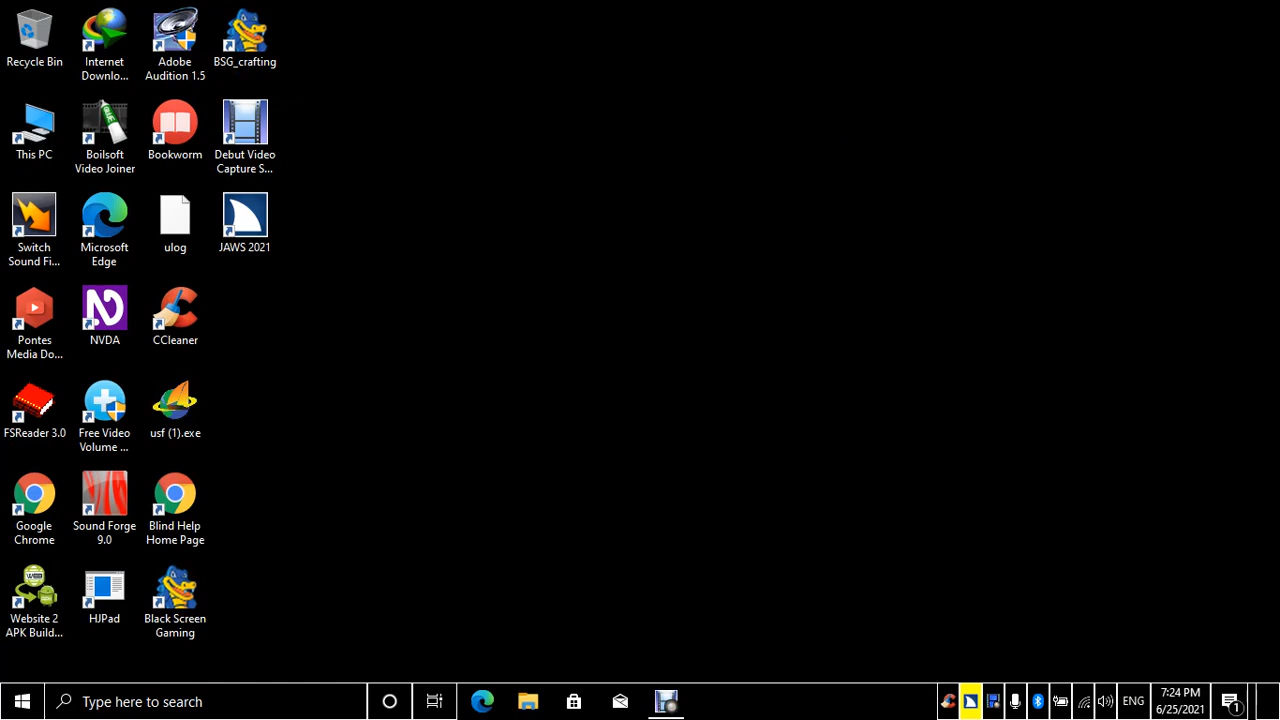 Recycle Bin
Internet
Downlo...
Adobe
Audition 1.5
BSG_crafting
This PC
Boilsoft
Video Joiner
Bookworm
Debut Video
Capture S...
Switch
Sound Fi...
Microsoft
Edge
ulog
JAWS 2021
Pontes
Media Do...
NVDA
CCleaner
FSReader 3.0
Free Video
Volume ...
usf (1).exe
Google
Chrome
Sound Forge
9.0
Blind Help
Home Page
Website 2
APK Build...
HJPad
Black Screen
Gaming
Type here to search
ENG
7:24 PM
6/25/2021
1